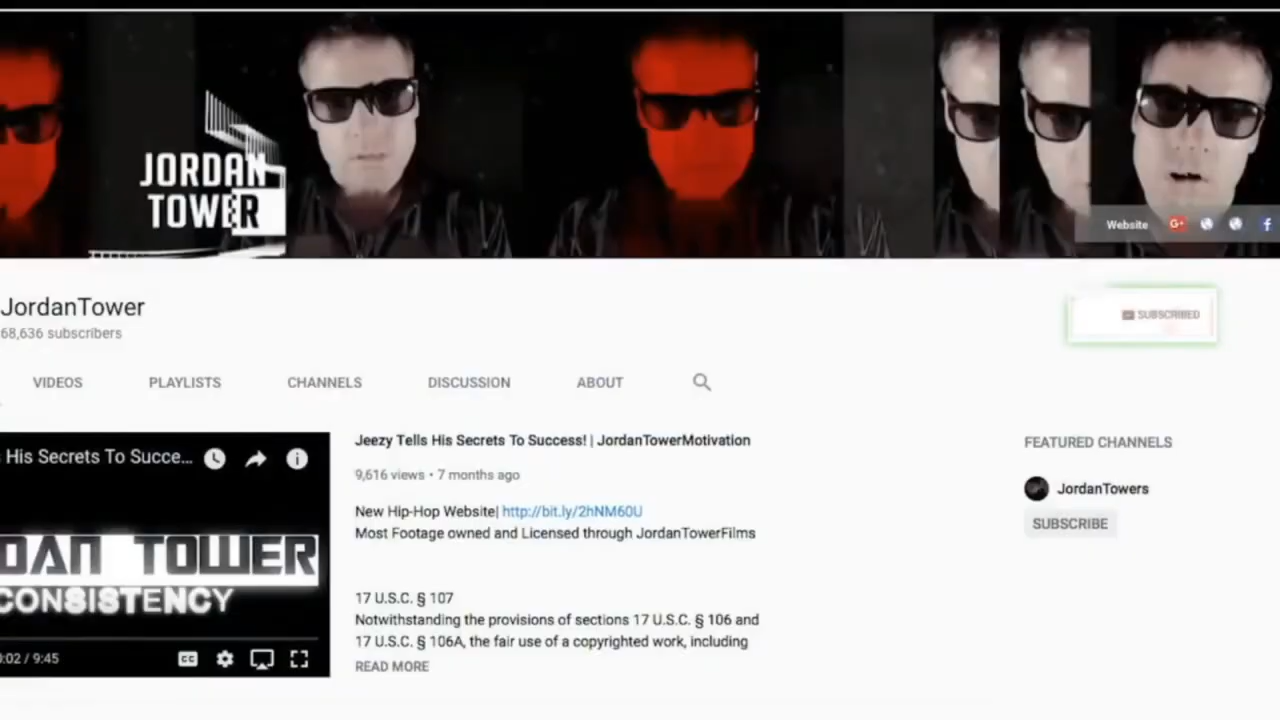 JORDAN
TOWER
Website
JordanTower
68,636 subscribers
SUBSCRIBED
VIDEOS PLAYLISTS CHANNELS DISCUSSION ABOUT
His Secrets To Succe...
DAN TOWER
CONSISTENCY
0:02 / 9:45
CC
Jeezy Tells His Secrets To Success! | JordanTowerMotivation
9,616 views • 7 months ago
New Hip-Hop Website| http://bit.ly/2hNM60U
Most Footage owned and Licensed through JordanTowerFilms
17 U.S.C. § 107
Notwithstanding the provisions of sections 17 U.S.C. § 106 and
17 U.S.C. § 106A, the fair use of a copyrighted work, including
READ MORE
FEATURED CHANNELS
JordanTowers
SUBSCRIBE